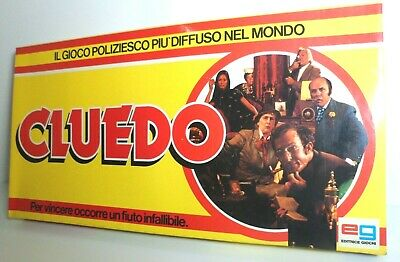 IL GIOCO POLIZIESCO PIU' DIFFUSO NEL MONDO
CLUEDO
Per vincere occorre un fiuto infallibile.
eg
EDITRICE GIOCHI